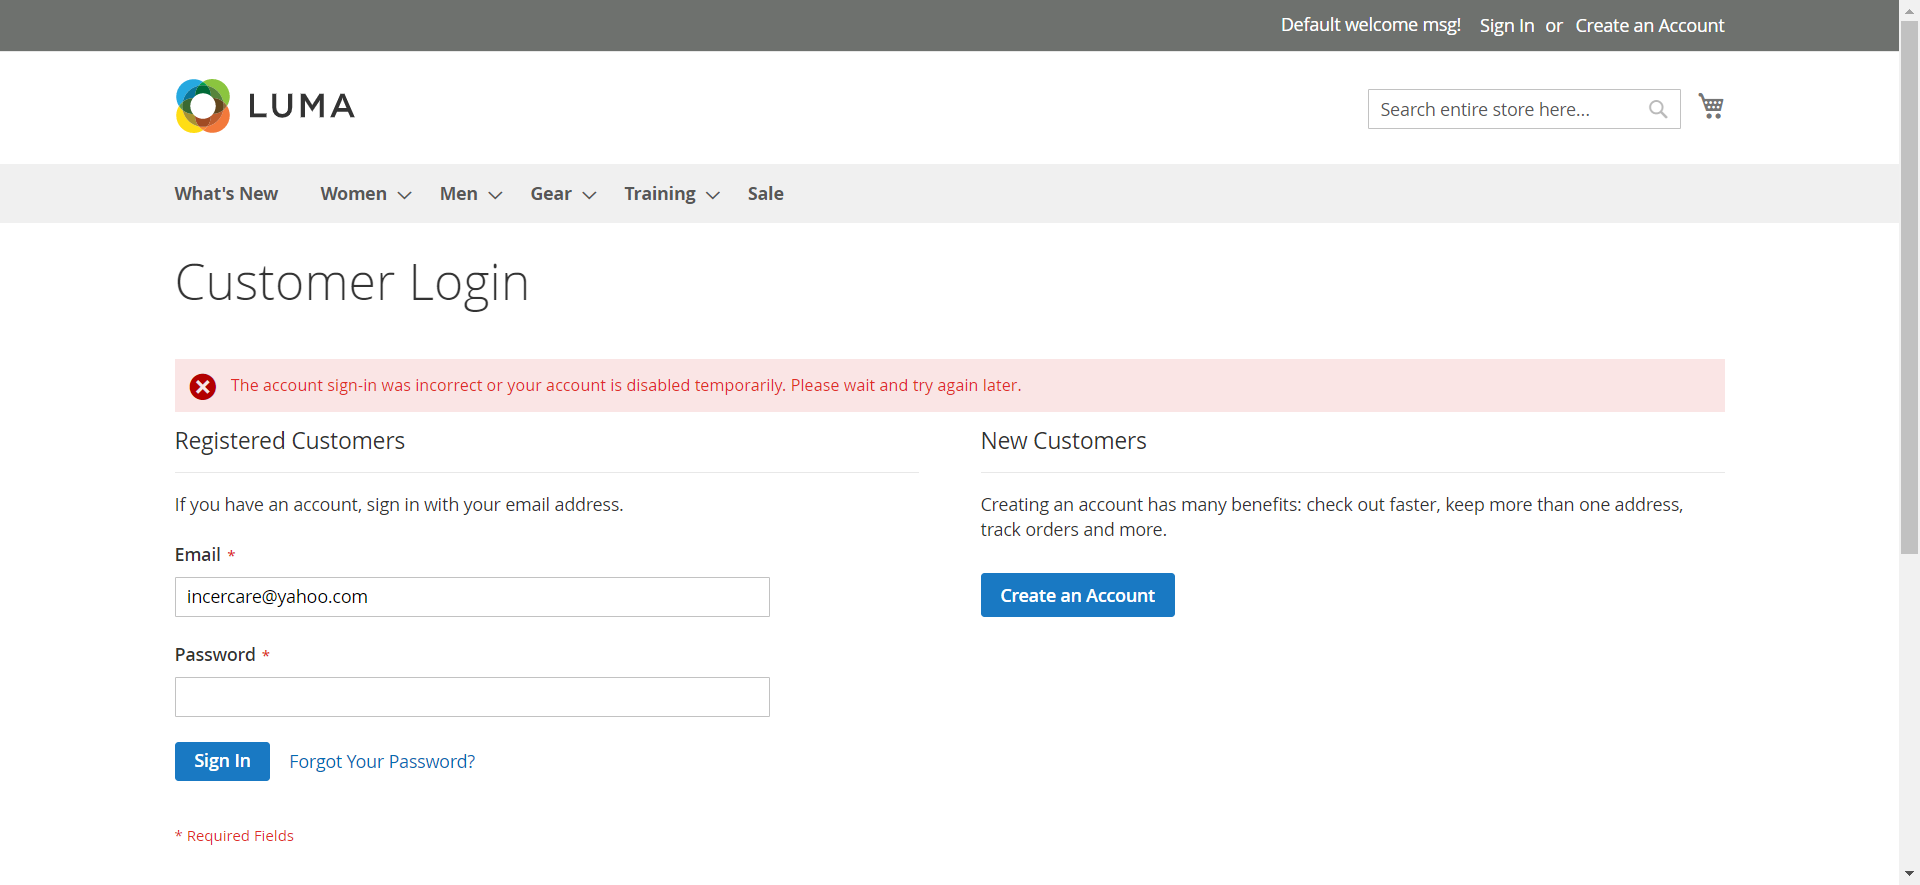 Default welcome msg! Sign In or Create an Account
LUMA
Search entire store here...
What's New Women Men Gear Training Sale
Customer Login
The account sign-in was incorrect or your account is disabled temporarily. Please wait and try again later.
Registered Customers
If you have an account, sign in with your email address.
Email *
incercare@yahoo.com
Password *
Sign In Forgot Your Password?
* Required Fields
New Customers
Creating an account has many benefits: check out faster, keep more than one address,
track orders and more.
Create an Account